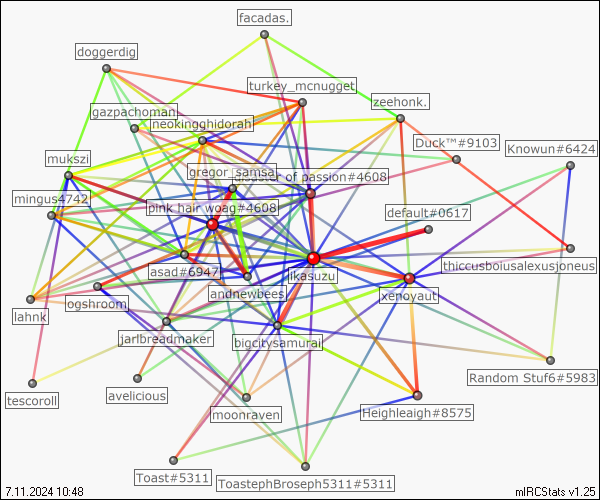 facadas.
doggerdig
turkey_mcnugget
zeehonk.
gazpachoman
neokingghidorah
Duck™#9103
Knowun#6424
mukszi
gregor_samsa
disaster of passion#4608
mingus4742
pink hair woag#4608
default#0617
asad#6947
ikasuzu
thiccusboiusalexusjoneus
andnewbees
xenoyaut
ogshroom
lahnk
jarlbreadmaker
bigcitysamurai
Random Stuf6#5983
tescoroll
avelicious
moonraven
Heighleagh#8575
Toast#5311
ToastephBroseph5311#5311
7.11.2024 10:48
mIRCStats v1.25